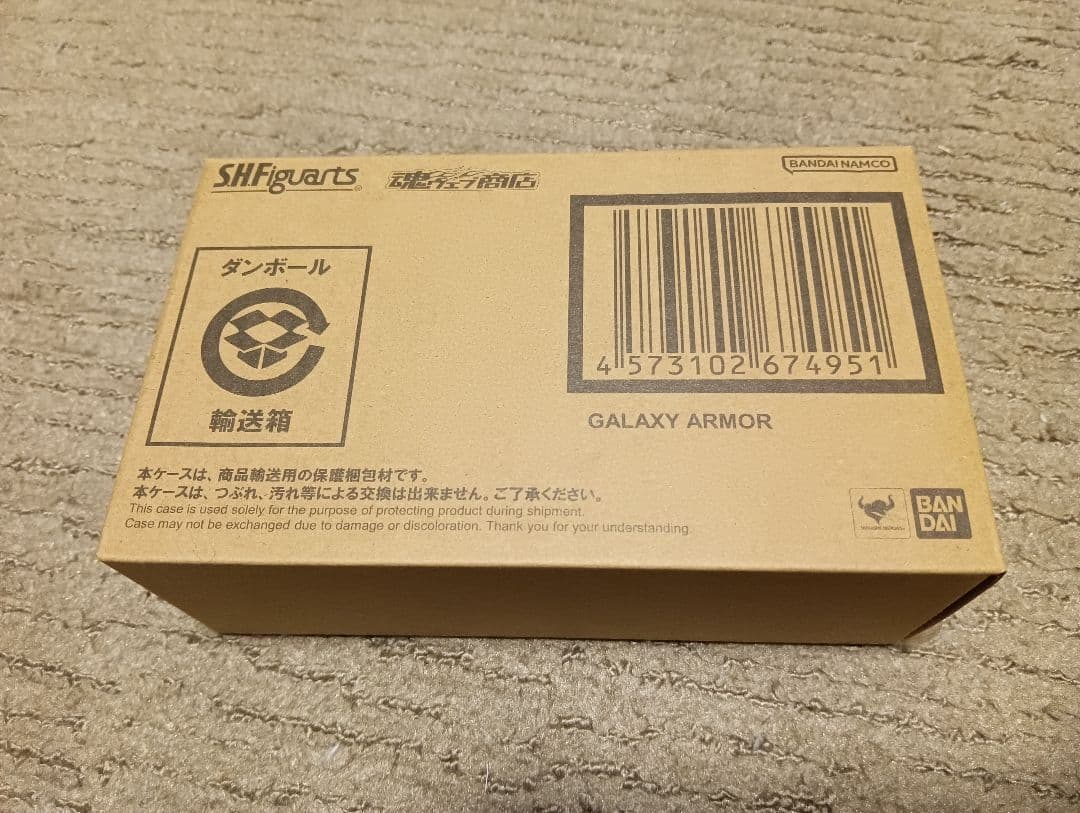 S.H.Figuarts®
魂ウェブ商店
BANDAI NAMCO
ダンボール
輸送箱
4 573102 674951
GALAXY ARMOR
本ケースは、商品輸送用の保護梱包材です。
本ケースは、つぶれ、汚れ等による交換は出来ません。ご了承ください。
This case is used solely for the purpose of protecting product during shipment.
Case may not be exchanged due to damage or discoloration. Thank you for your understanding.
BAN
DAI